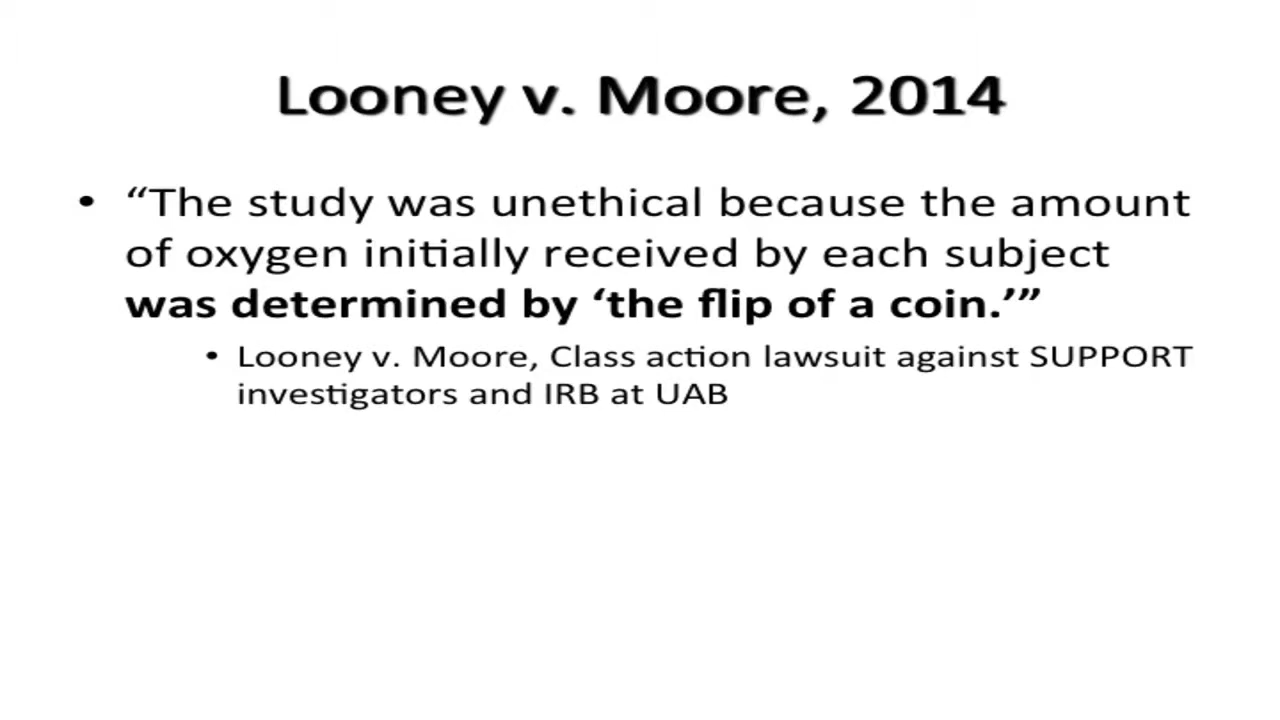 Looney v. Moore, 2014
• “The study was unethical because the amount
of oxygen initially received by each subject
was determined by ‘the flip of a coin.’”
• Looney v. Moore, Class action lawsuit against SUPPORT
investigators and IRB at UAB